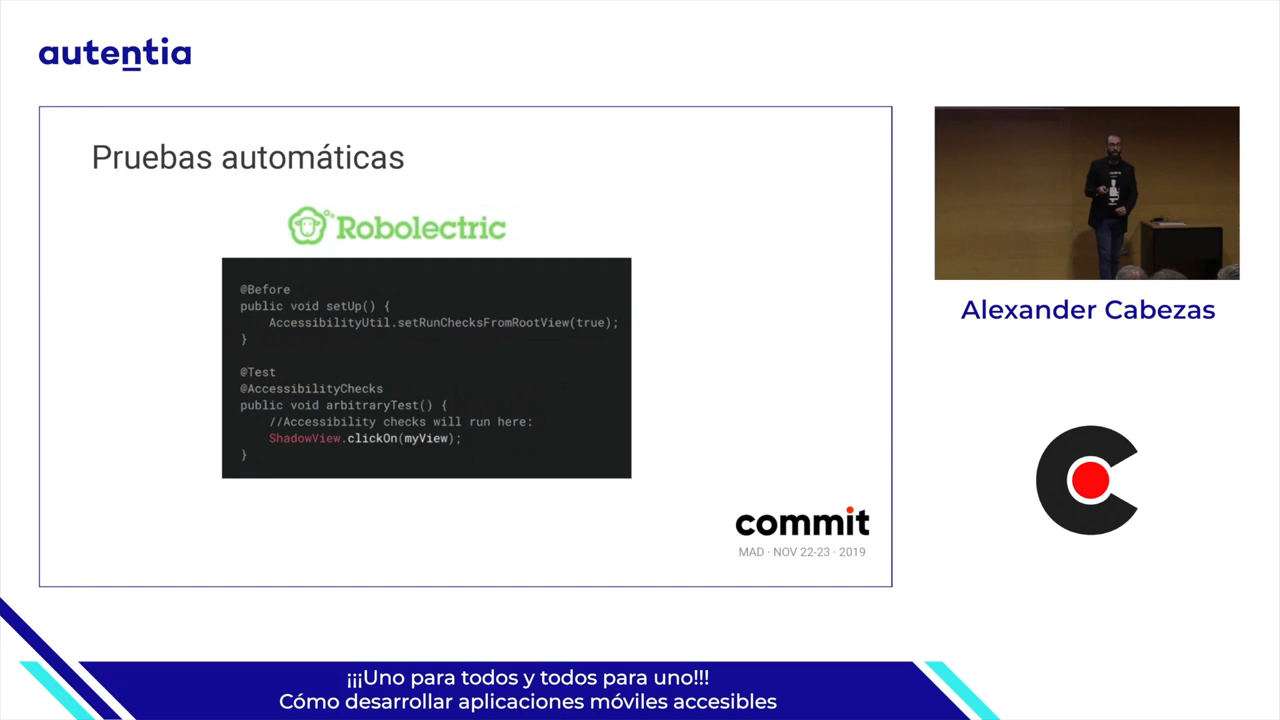 autentia
Pruebas automáticas
Robolectric
@Before
public void setUp() {
AccessibilityUtil.setRunChecksFromRootView(true);
}
@Test
@AccessibilityChecks
public void arbitraryTest() {
//Accessibility checks will run here:
ShadowView.clickOn(myView);
}
commit
MAD · NOV 22-23 · 2019
Alexander Cabezas
¡¡¡Uno para todos y todos para uno!!!
Cómo desarrollar aplicaciones móviles accesibles